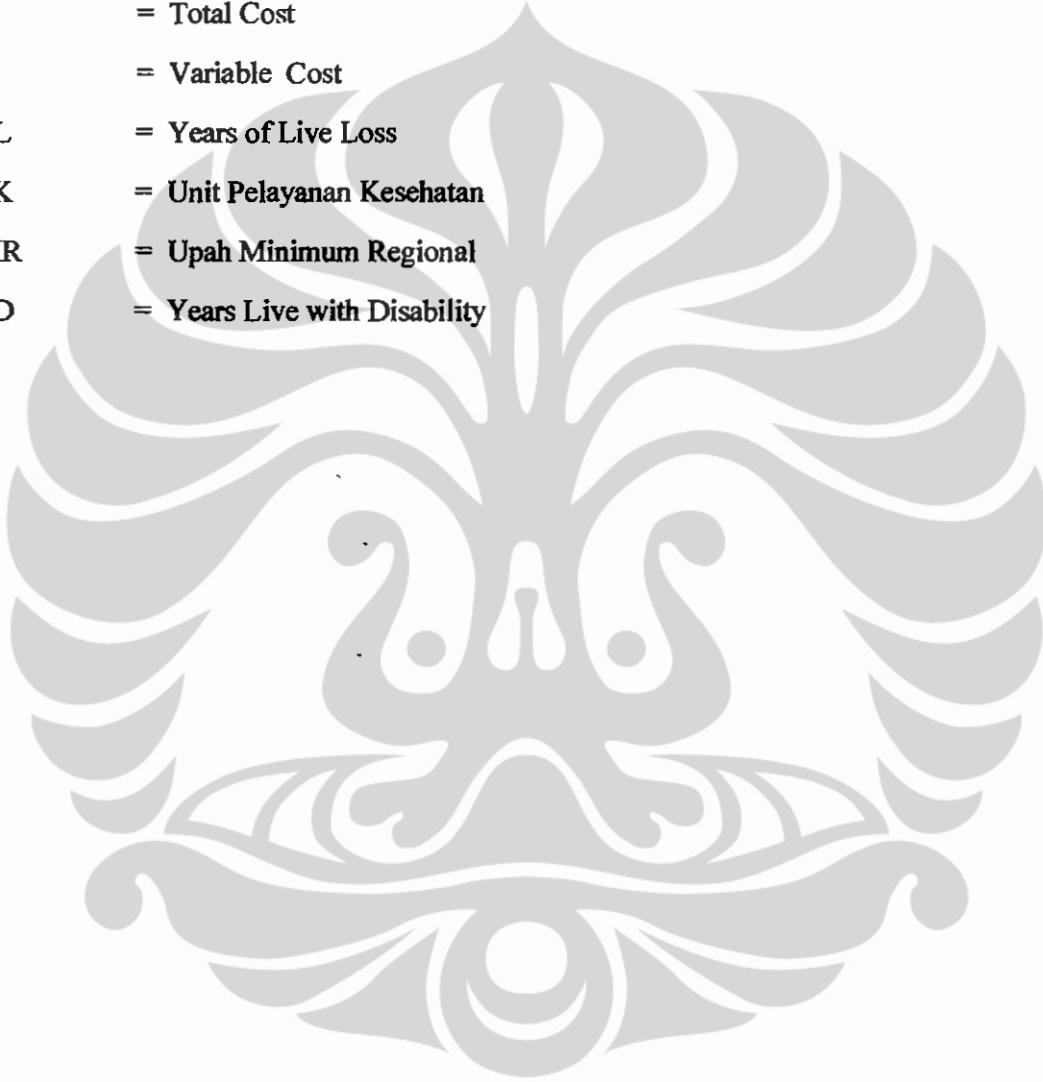 = Total Cost
= Variable Cost
L = Years of Live Loss
K = Unit Pelayanan Kesehatan
R = Upah Minimum Regional
D = Years Live with Disability